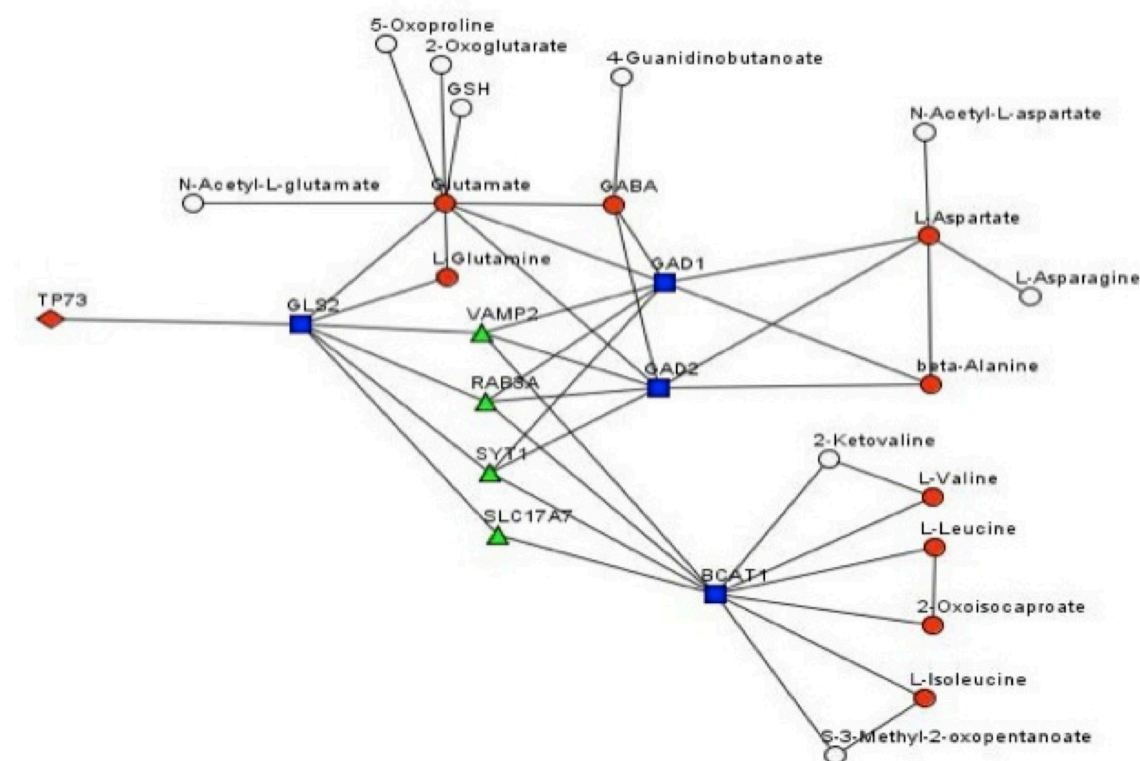 5-Oxoproline
2-Oxoglutarate
GSH
4-Guanidinobutanoate
N-Acetyl-L-aspartate
N-Acetyl-L-glutamate
Glutamate
GABA
L-Aspartate
L-Glutamine
GAD1
L-Asparagine
TP73
GLS2
VAMP2
GAD2
beta-Alanine
RAB3A
2-Ketovaline
SYT1
L-Valine
SLC17A7
L-Leucine
BCAT1
2-Oxoisocaproate
L-Isoleucine
S-3-Methyl-2-oxopentanoate